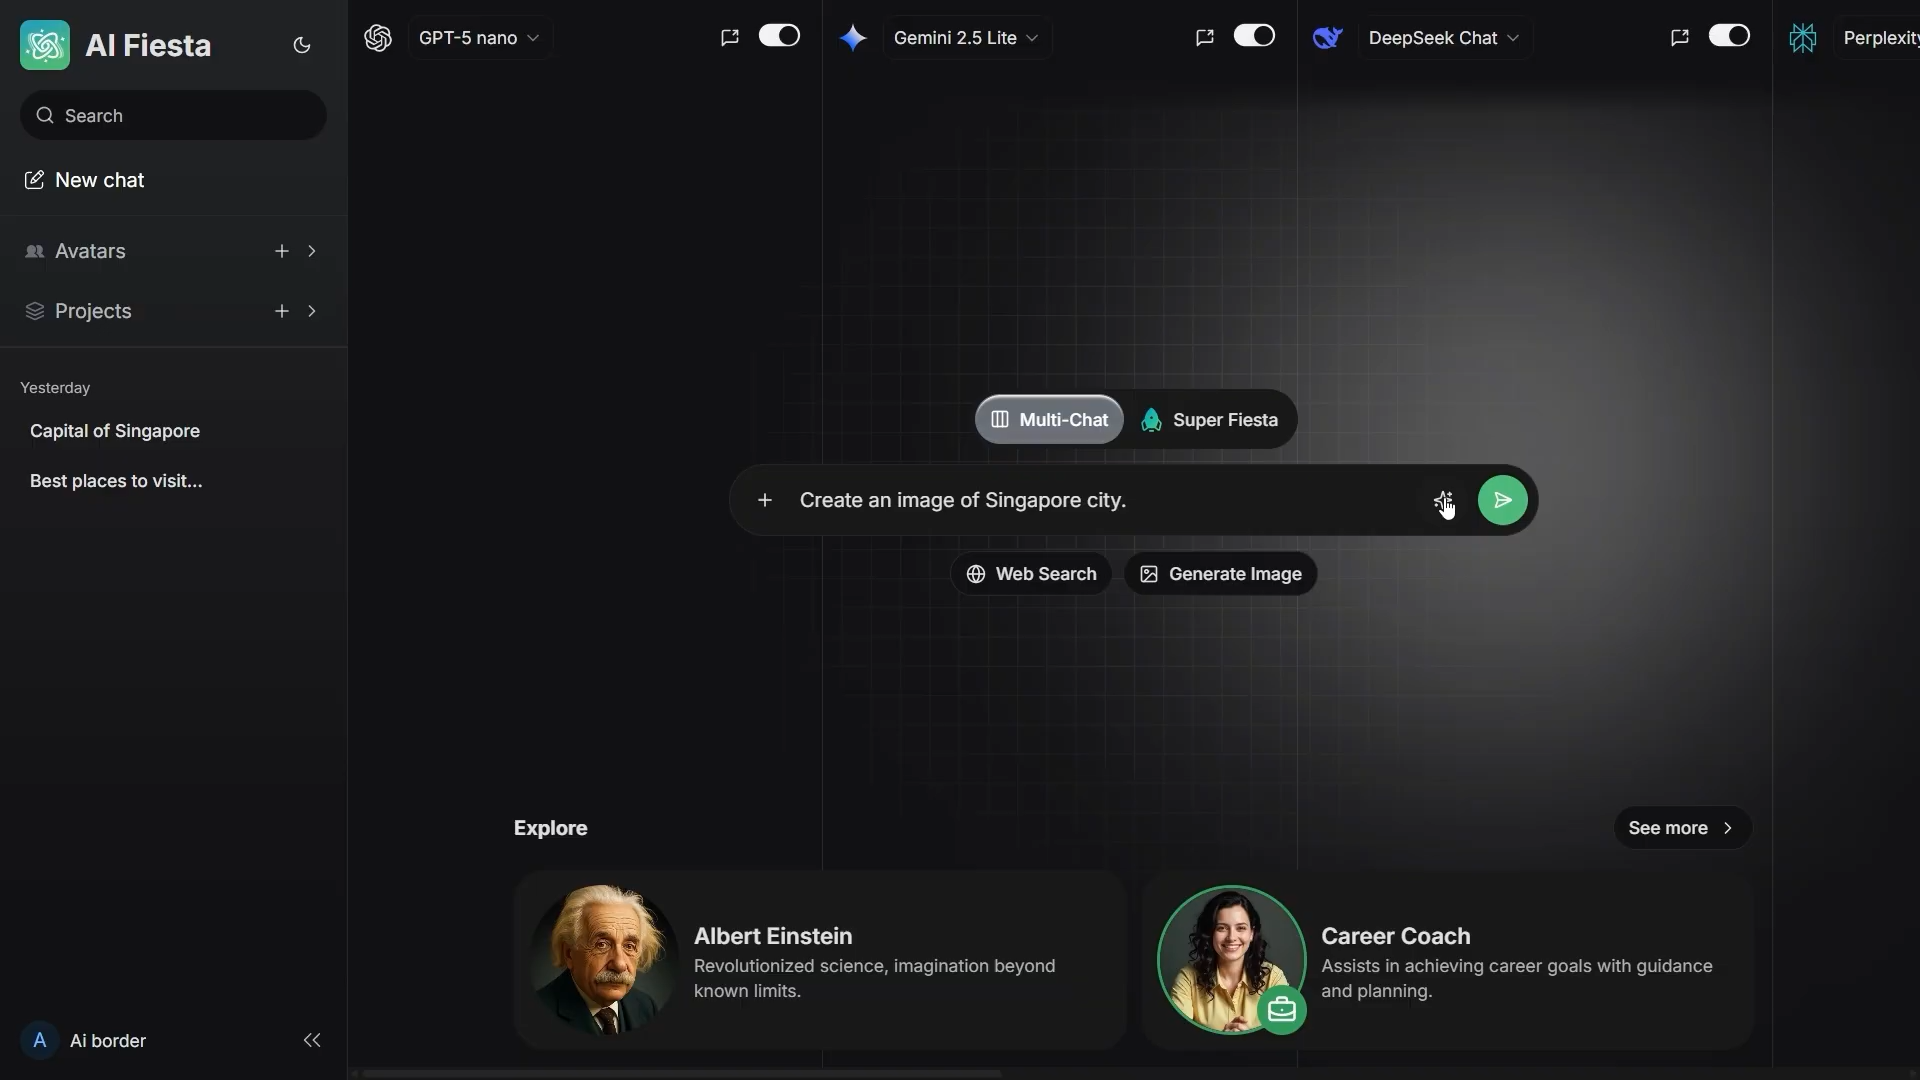 AI Fiesta
Search
New chat
Avatars
Projects
Yesterday
Capital of Singapore
Best places to visit...
A
Ai border
GPT-5 nano
Gemini 2.5 Lite
DeepSeek Chat
Perplexity
Multi-Chat
Super Fiesta
Create an image of Singapore city.
Web Search
Generate Image
Explore
See more
Albert Einstein
Revolutionized science, imagination beyond
known limits.
Career Coach
Assists in achieving career goals with guidance
and planning.